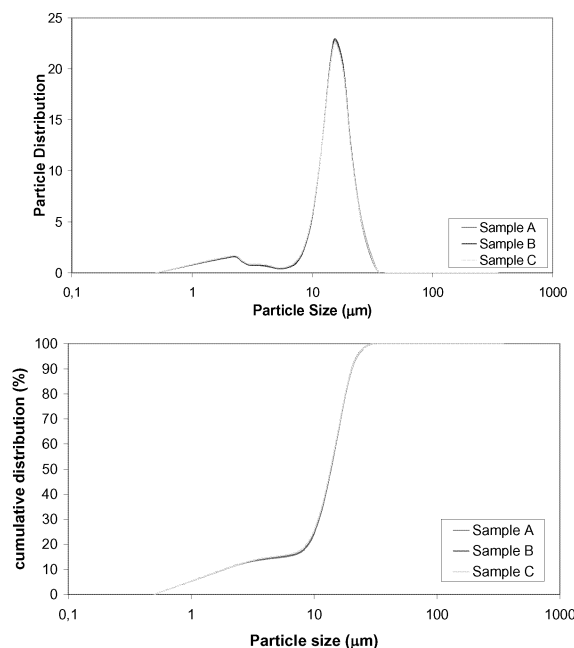 25
20
15
10
5
0
Particle Distribution
Sample A
Sample B
Sample C
0,1 1 10 100 1000
Particle Size (μm)
100
90
80
70
60
50
40
30
20
10
0
cumulative distribution (%)
Sample A
Sample B
Sample C
0,1 1 10 100 1000
Particle size (μm)